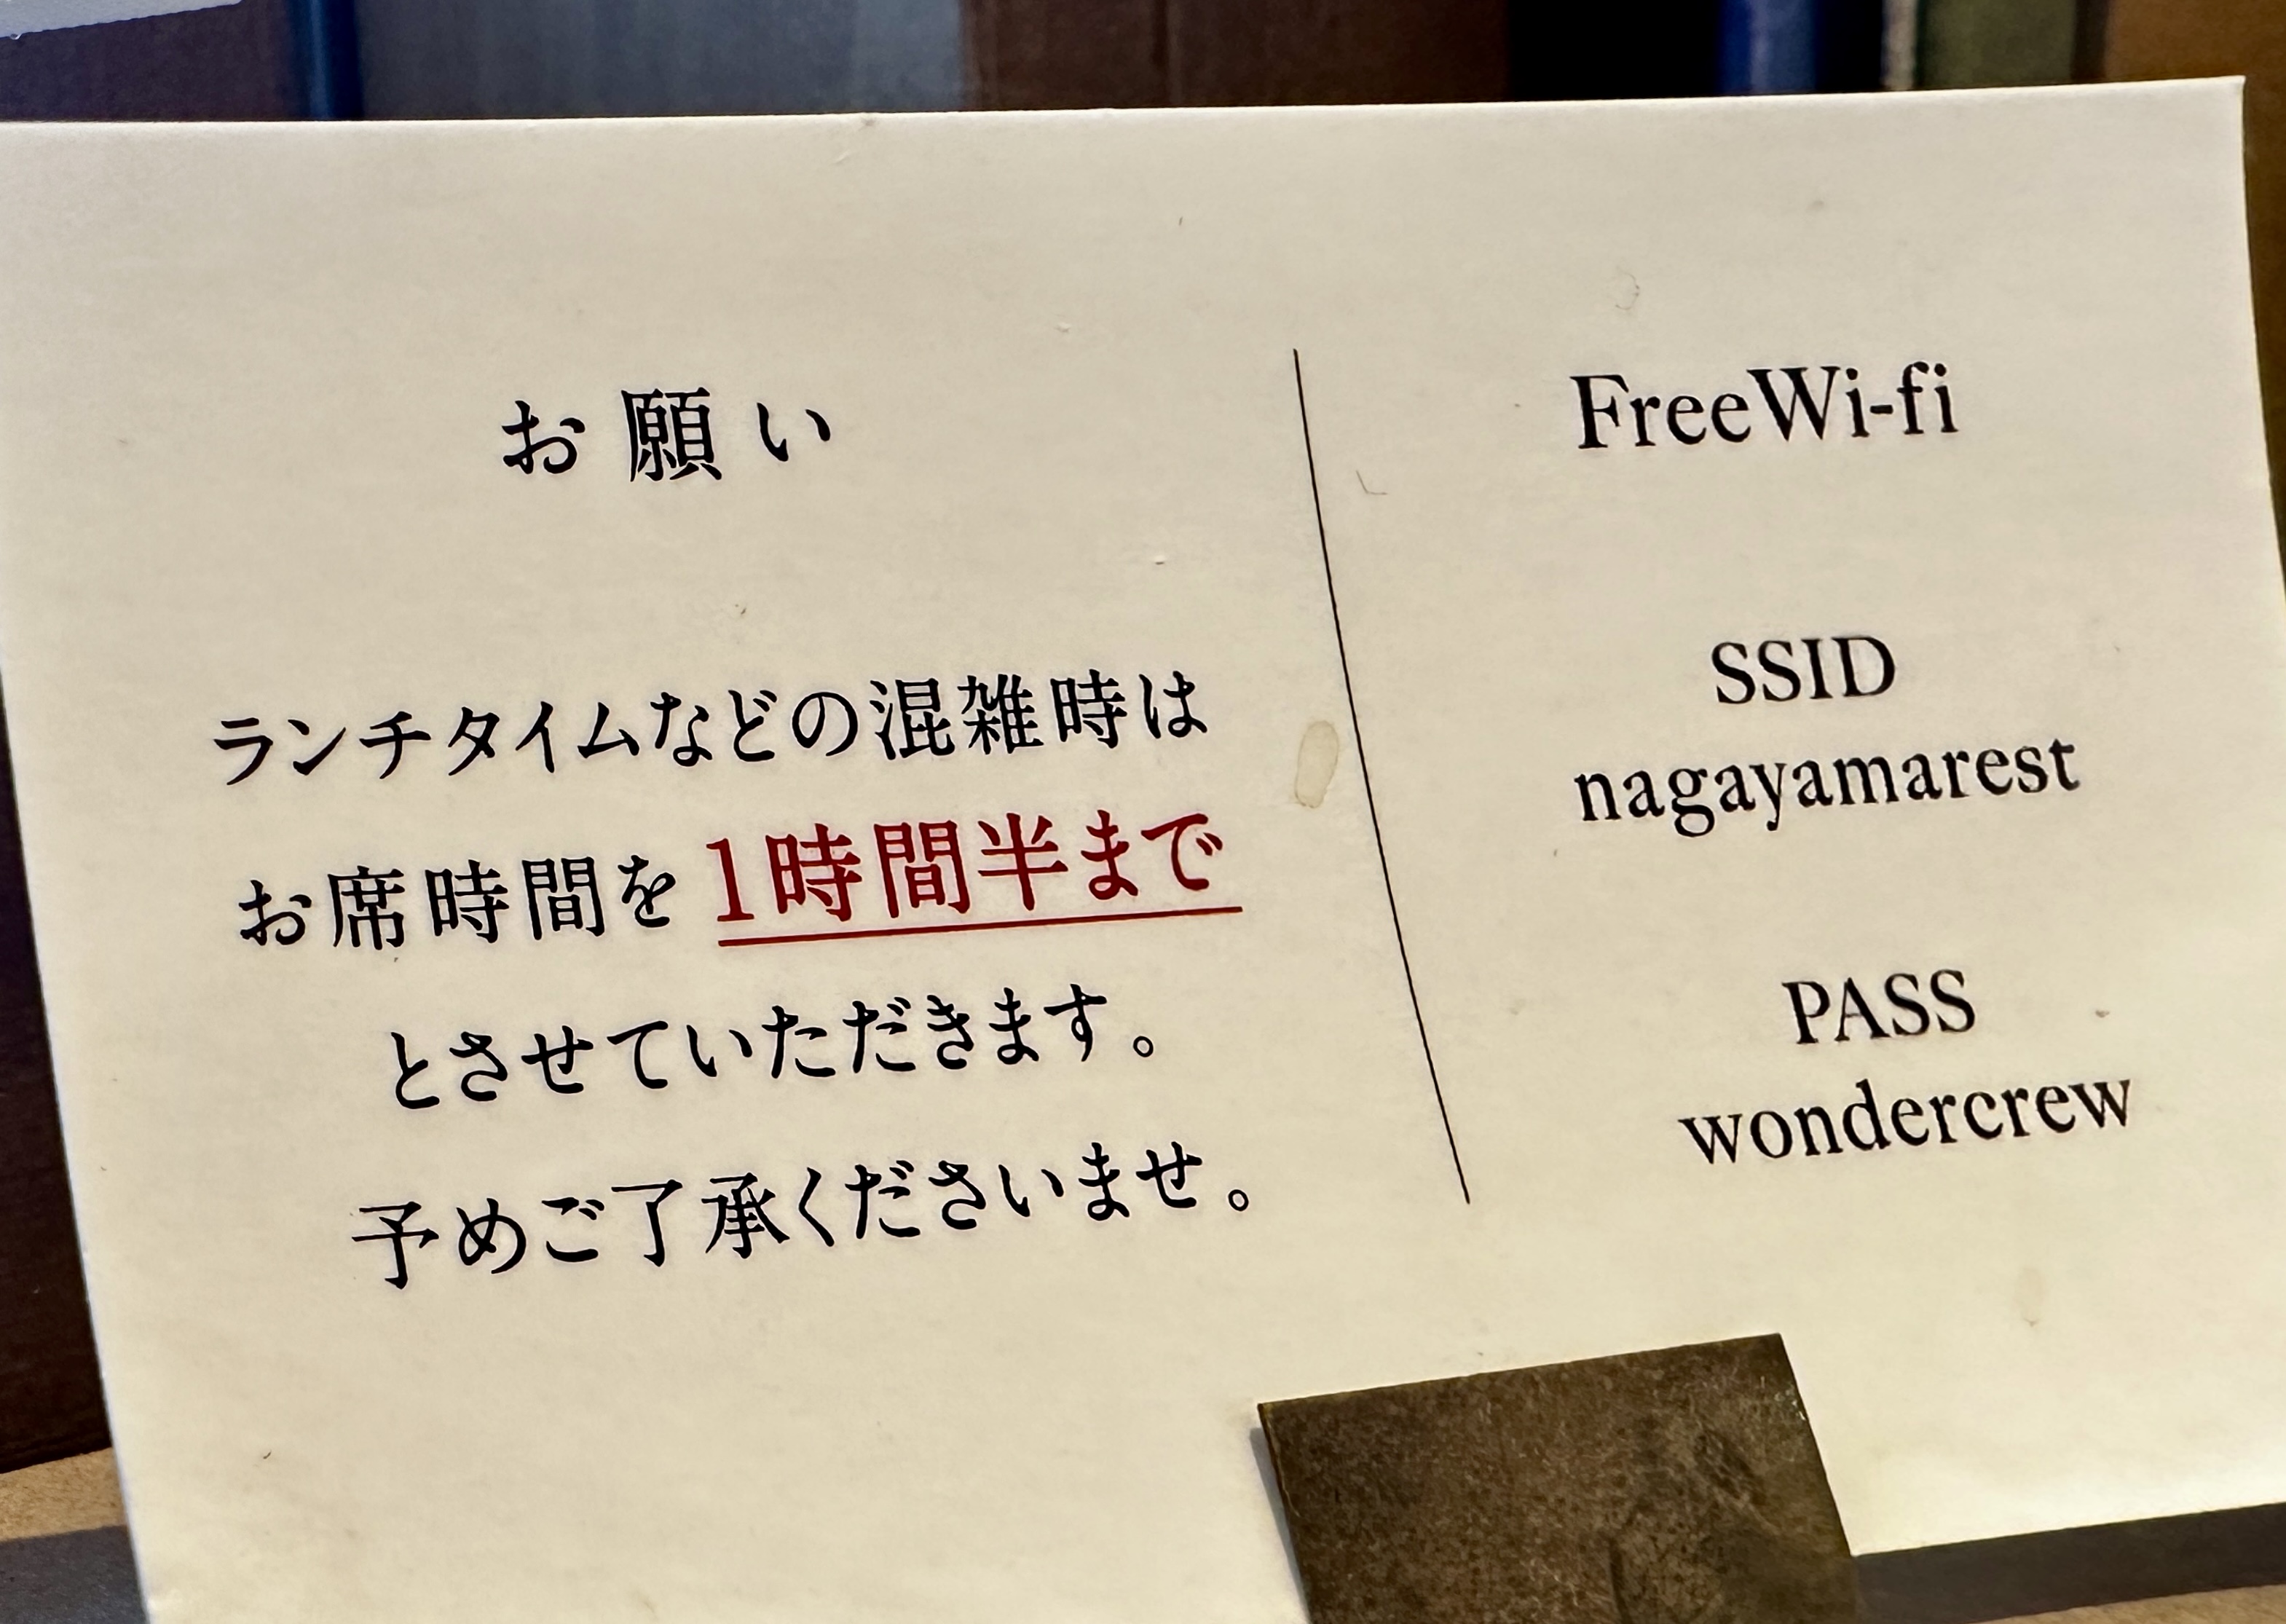 お願い
ランチタイムなどの混雑時は
お席時間を1時間半まで
とさせていただきます。
予めご了承くださいませ。
FreeWi-fi
SSID
nagayamarest
PASS
wondercrew